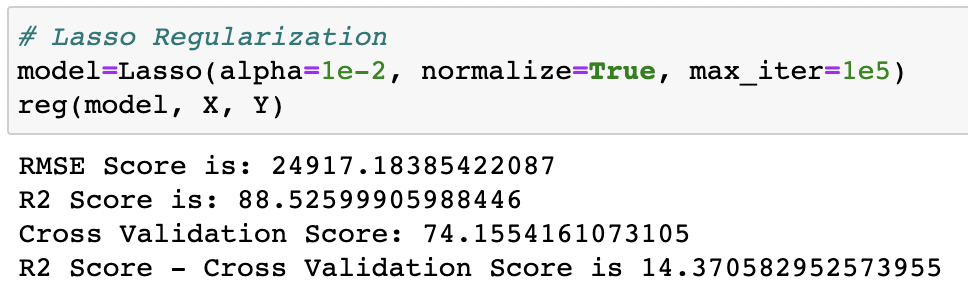 # Lasso Regularization
model=Lasso(alpha=1e-2, normalize=True, max_iter=1e5)
reg(model, X, Y)
RMSE Score is: 24917.18385422087
R2 Score is: 88.52599905988446
Cross Validation Score: 74.1554161073105
R2 Score - Cross Validation Score is 14.370582952573955